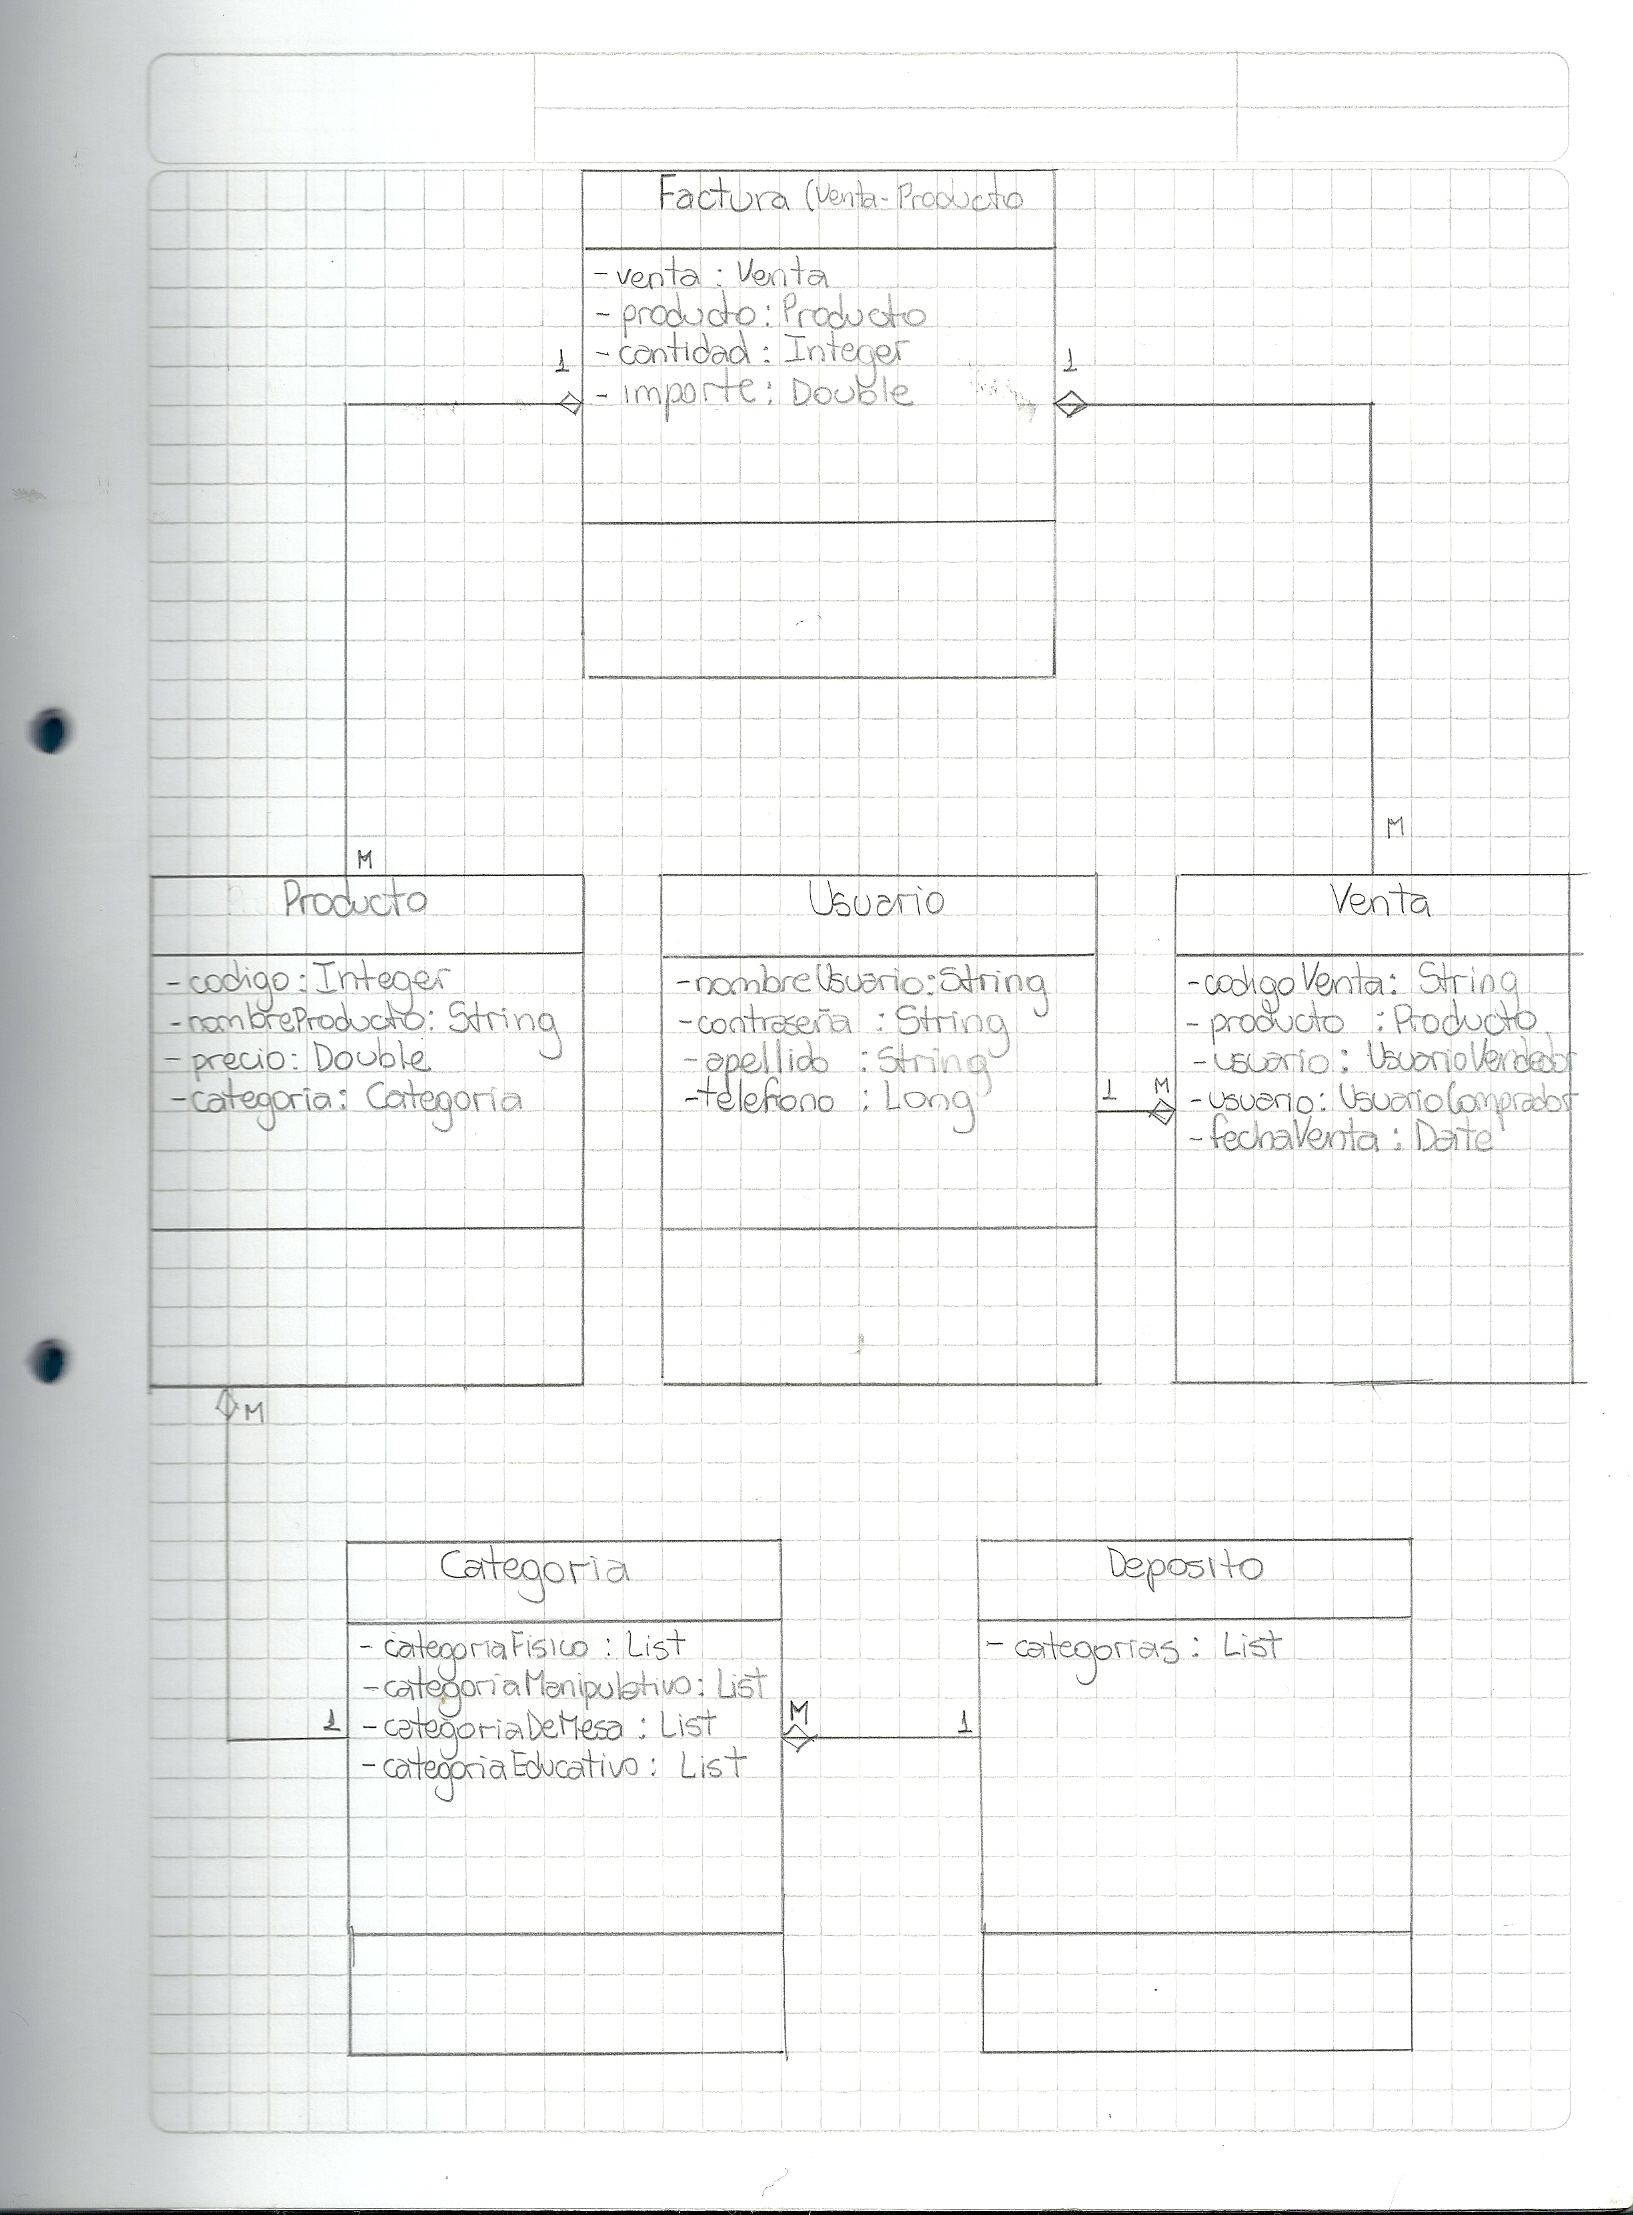 Factura (Venta-Producto
- venta : Venta
- producto : Producto
- cantidad : Integer
- importe : Double
1
1
M
M
Producto
- codigo : Integer
- nombreProducto : String
- precio : Double
- categoria : Categoria
Usuario
- nombreUsuario : String
- contraseña : String
- apellido : String
- telefono : Long
Venta
- codigoVenta : String
- producto : Producto
- usuario : UsuarioVendedor
- usuario : UsuarioComprador
- fechaVenta : Date
1
M
M
Categoria
- categoriaFisico : List
- categoriaManipulativo : List
- categoriaDeMesa : List
- categoriaEducativo : List
1
M
1
Deposito
- categorias : List